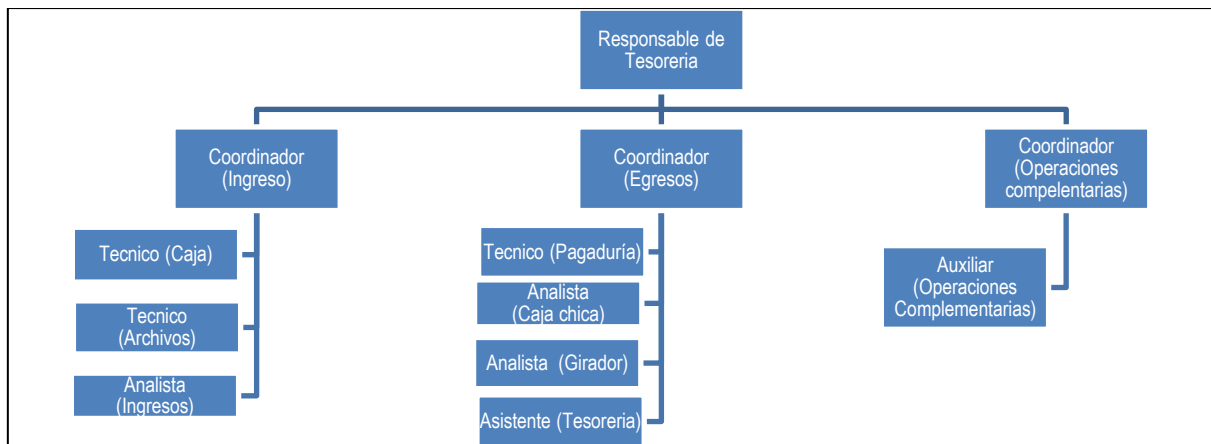 Responsable de
Tesoreria
Coordinador
(Ingreso)
Coordinador
(Egresos)
Coordinador
(Operaciones
compelentarias)
Tecnico (Caja)
Tecnico
(Archivos)
Analista
(Ingresos)
Tecnico (Pagaduría)
Analista
(Caja chica)
Analista (Girador)
Asistente (Tesoreria)
Auxiliar
(Operaciones
Complementarias)